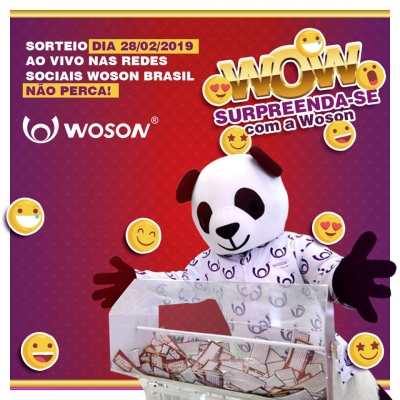 SORTEIO DIA 28/02/2019
AO VIVO NAS REDES
SOCIAIS WOSON BRASIL
NÃO PERCA!
WOSON®
WOW
SURPREENDA-SE
com a Woson
WOSON